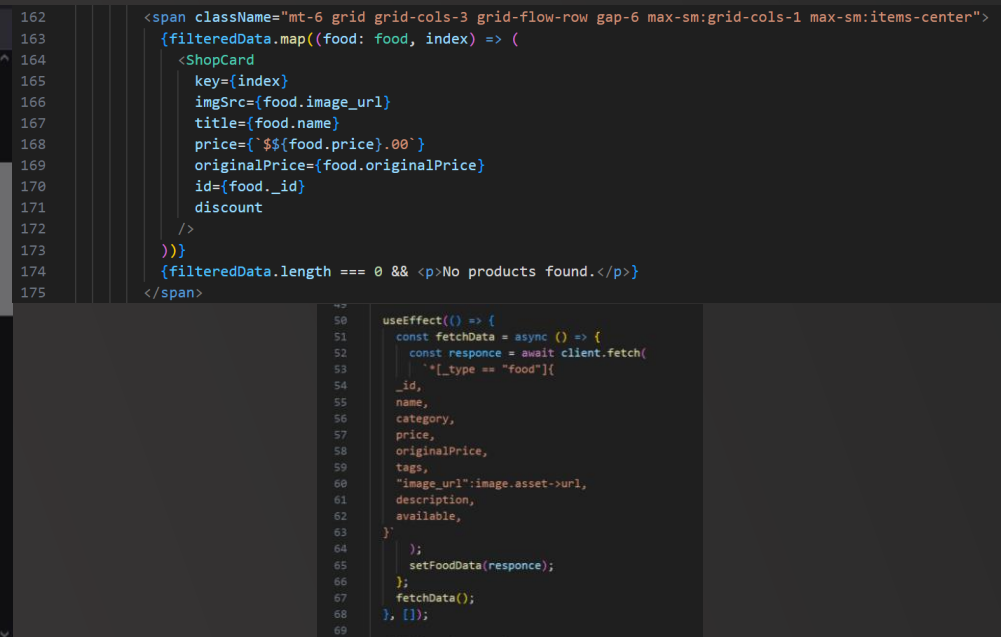 162 <span className="mt-6 grid grid-cols-3 grid-flow-row gap-6 max-sm:grid-cols-1 max-sm:items-center">
163 {filteredData.map((food: food, index) => (
164 <ShopCard
165 key={index}
166 imgSrc={food.image_url}
167 title={food.name}
168 price={`$${food.price}.00`}
169 originalPrice={food.originalPrice}
170 id={food._id}
171 discount
172 />
173 ))}
174 {filteredData.length === 0 && <p>No products found.</p>}
175 </span>
49
50 useEffect(() => {
51 const fetchData = async () => {
52 const responce = await client.fetch(
53 `*[_type == "food"]{
54 _id,
55 name,
56 category,
57 price,
58 originalPrice,
59 tags,
60 "image_url":image.asset->url,
61 description,
62 available,
63 }`
64 );
65 setFoodData(responce);
66 };
67 fetchData();
68 }, []);
69